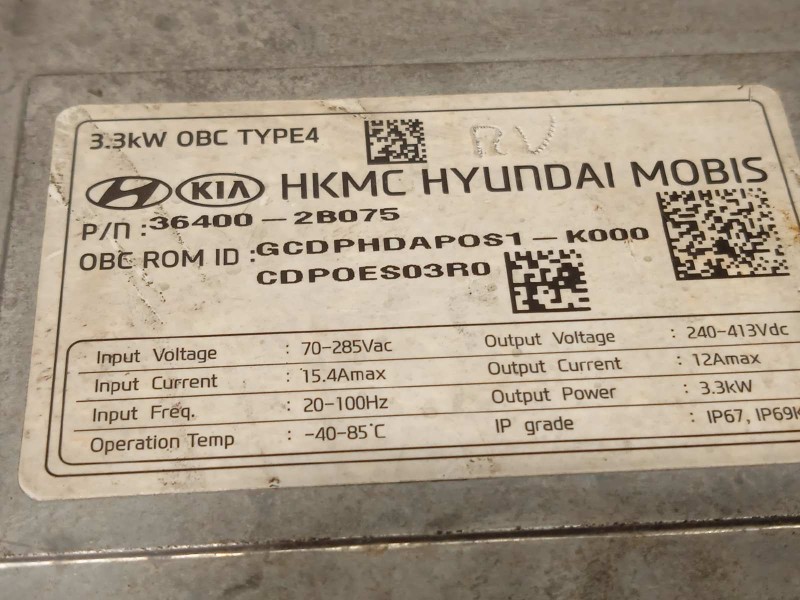 3.3kW OBC TYPE4
RV
KIA HKMC HYUNDAI MOBIS
P/N : 36400-2B075
OBC ROM ID : GCDPHDAPOS1-K000
CDPOES03R0
Input Voltage : 70-285Vac Output Voltage : 240-413Vdc
Input Current : 15.4Amax Output Current : 12Amax
Input Freq. : 20-100Hz Output Power : 3.3kW
Operation Temp : -40-85°C IP grade : IP67, IP69K